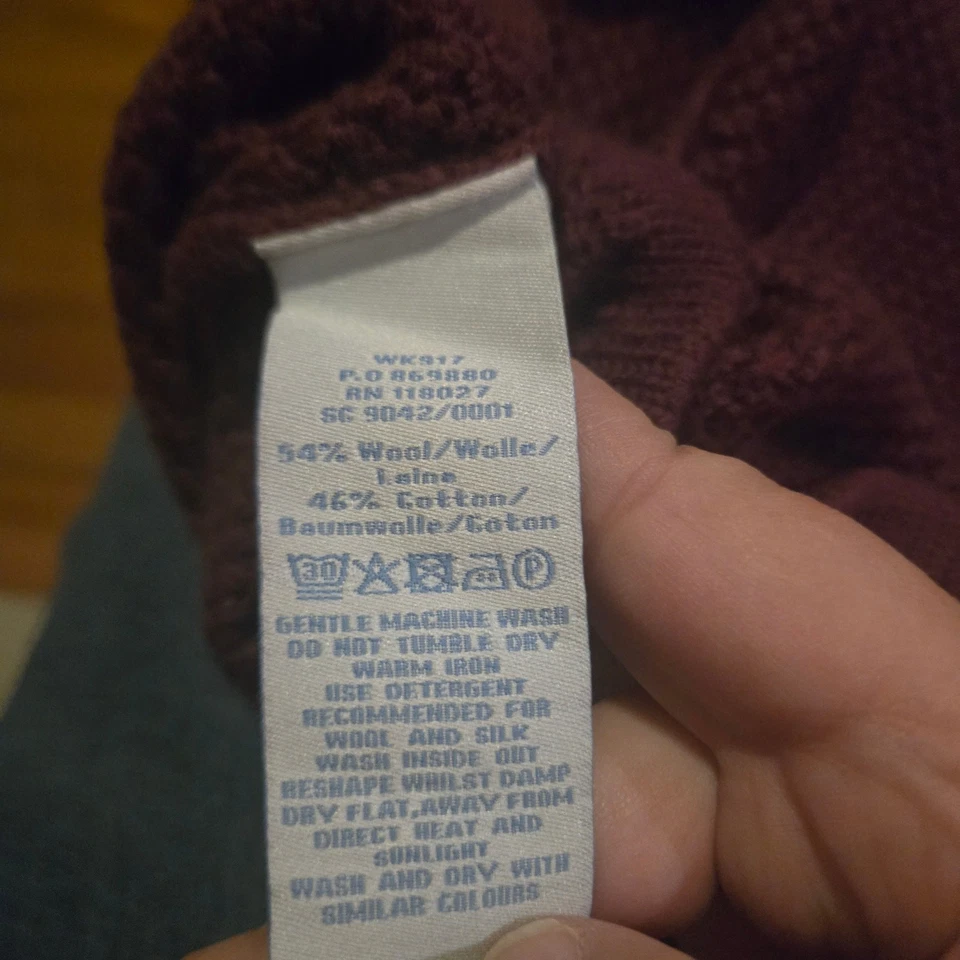 WK917
P.O 869880
RN 118027
SC 9042/0001
54% Wool/Wolle/
Laine
46% Cotton/
Baumwolle/Coton
30 P
GENTLE MACHINE WASH
DO NOT TUMBLE DRY
WARM IRON
USE DETERGENT
RECOMMENDED FOR
WOOL AND SILK
WASH INSIDE OUT
RESHAPE WHILST DAMP
DRY FLAT,AWAY FROM
DIRECT HEAT AND
SUNLIGHT
WASH AND DRY WITH
SIMILAR COLOURS